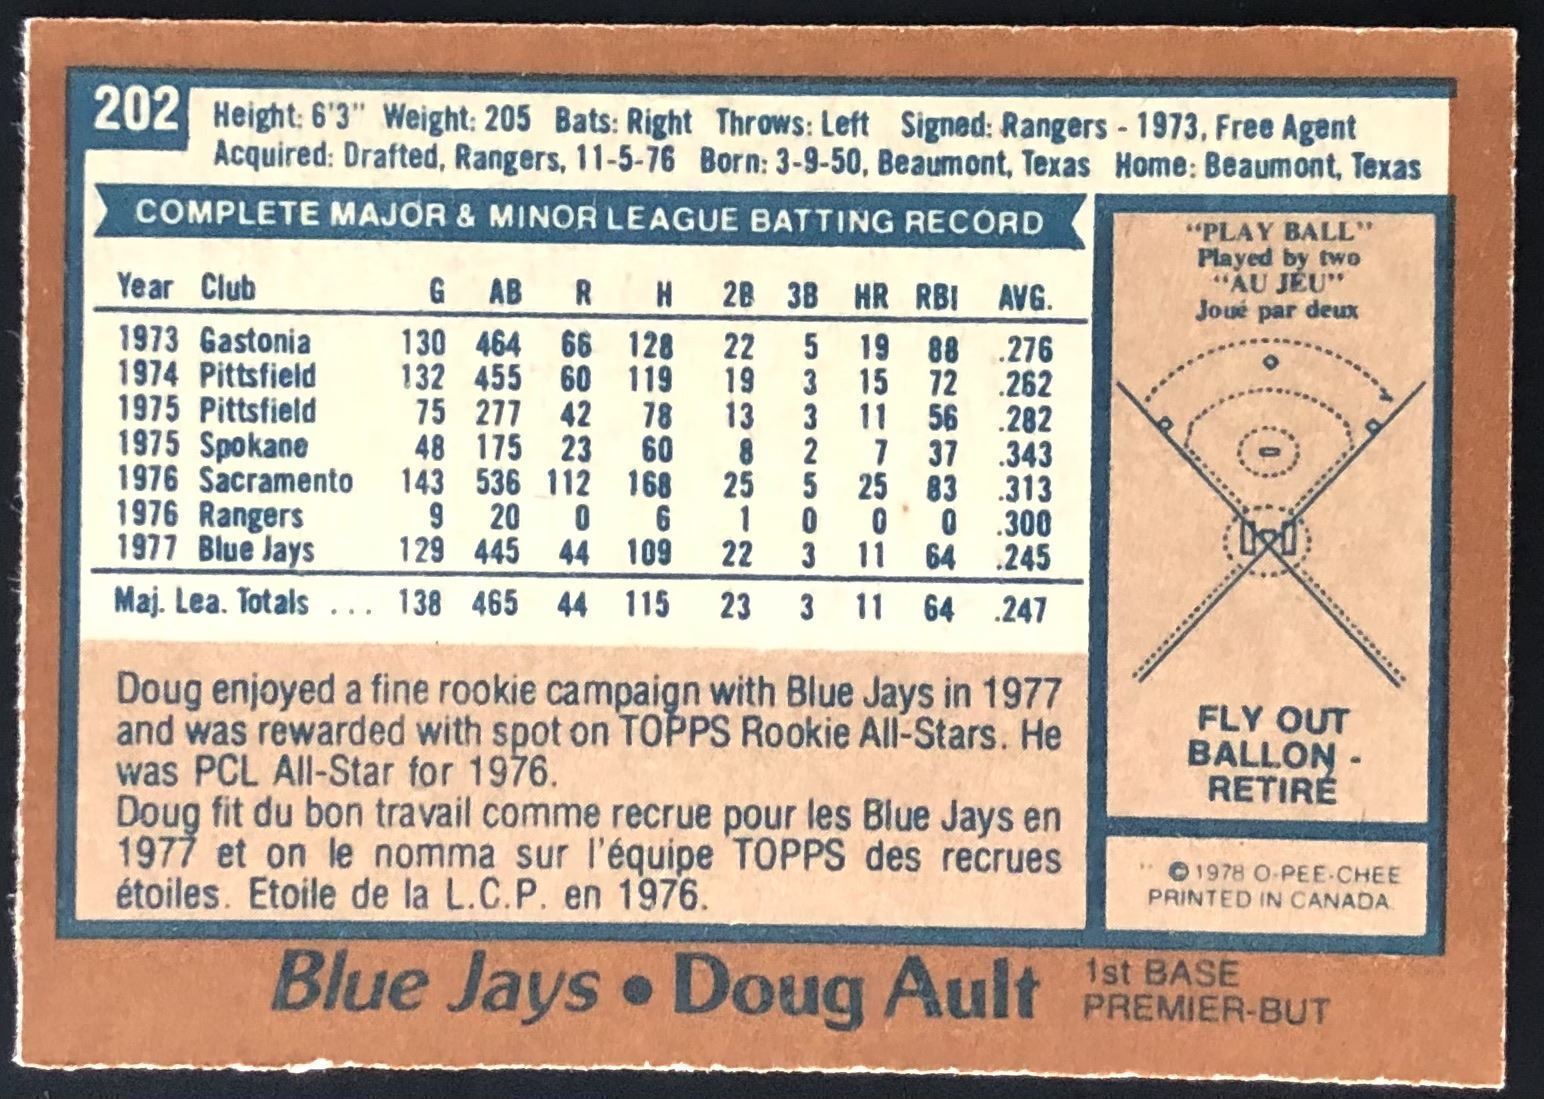 202
Height: 6'3" Weight: 205 Bats: Right Throws: Left Signed: Rangers - 1973, Free Agent
Acquired: Drafted, Rangers, 11-5-76 Born: 3-9-50, Beaumont, Texas Home: Beaumont, Texas
COMPLETE MAJOR & MINOR LEAGUE BATTING RECORD
Year Club G AB R H 2B 3B HR RBI AVG.
1973 Gastonia 130 464 66 128 22 5 19 88 .276
1974 Pittsfield 132 455 60 119 19 3 15 72 .262
1975 Pittsfield 75 277 42 78 13 3 11 56 .282
1975 Spokane 48 175 23 60 8 2 7 37 .343
1976 Sacramento 143 536 112 168 25 5 25 83 .313
1976 Rangers 9 20 0 6 1 0 0 0 .300
1977 Blue Jays 129 445 44 109 22 3 11 64 .245
Maj. Lea. Totals ... 138 465 44 115 23 3 11 64 .247
Doug enjoyed a fine rookie campaign with Blue Jays in 1977
and was rewarded with spot on TOPPS Rookie All-Stars. He
was PCL All-Star for 1976.
Doug fit du bon travail comme recrue pour les Blue Jays en
1977 et on le nomma sur l'équipe TOPPS des recrues
étoiles. Etoile de la L.C.P. en 1976.
"PLAY BALL"
Played by two
"AU JEU"
Joué par deux
FLY OUT
BALLON -
RETIRÉ
© 1978 O-PEE-CHEE
PRINTED IN CANADA
Blue Jays • Doug Ault
1st BASE
PREMIER-BUT